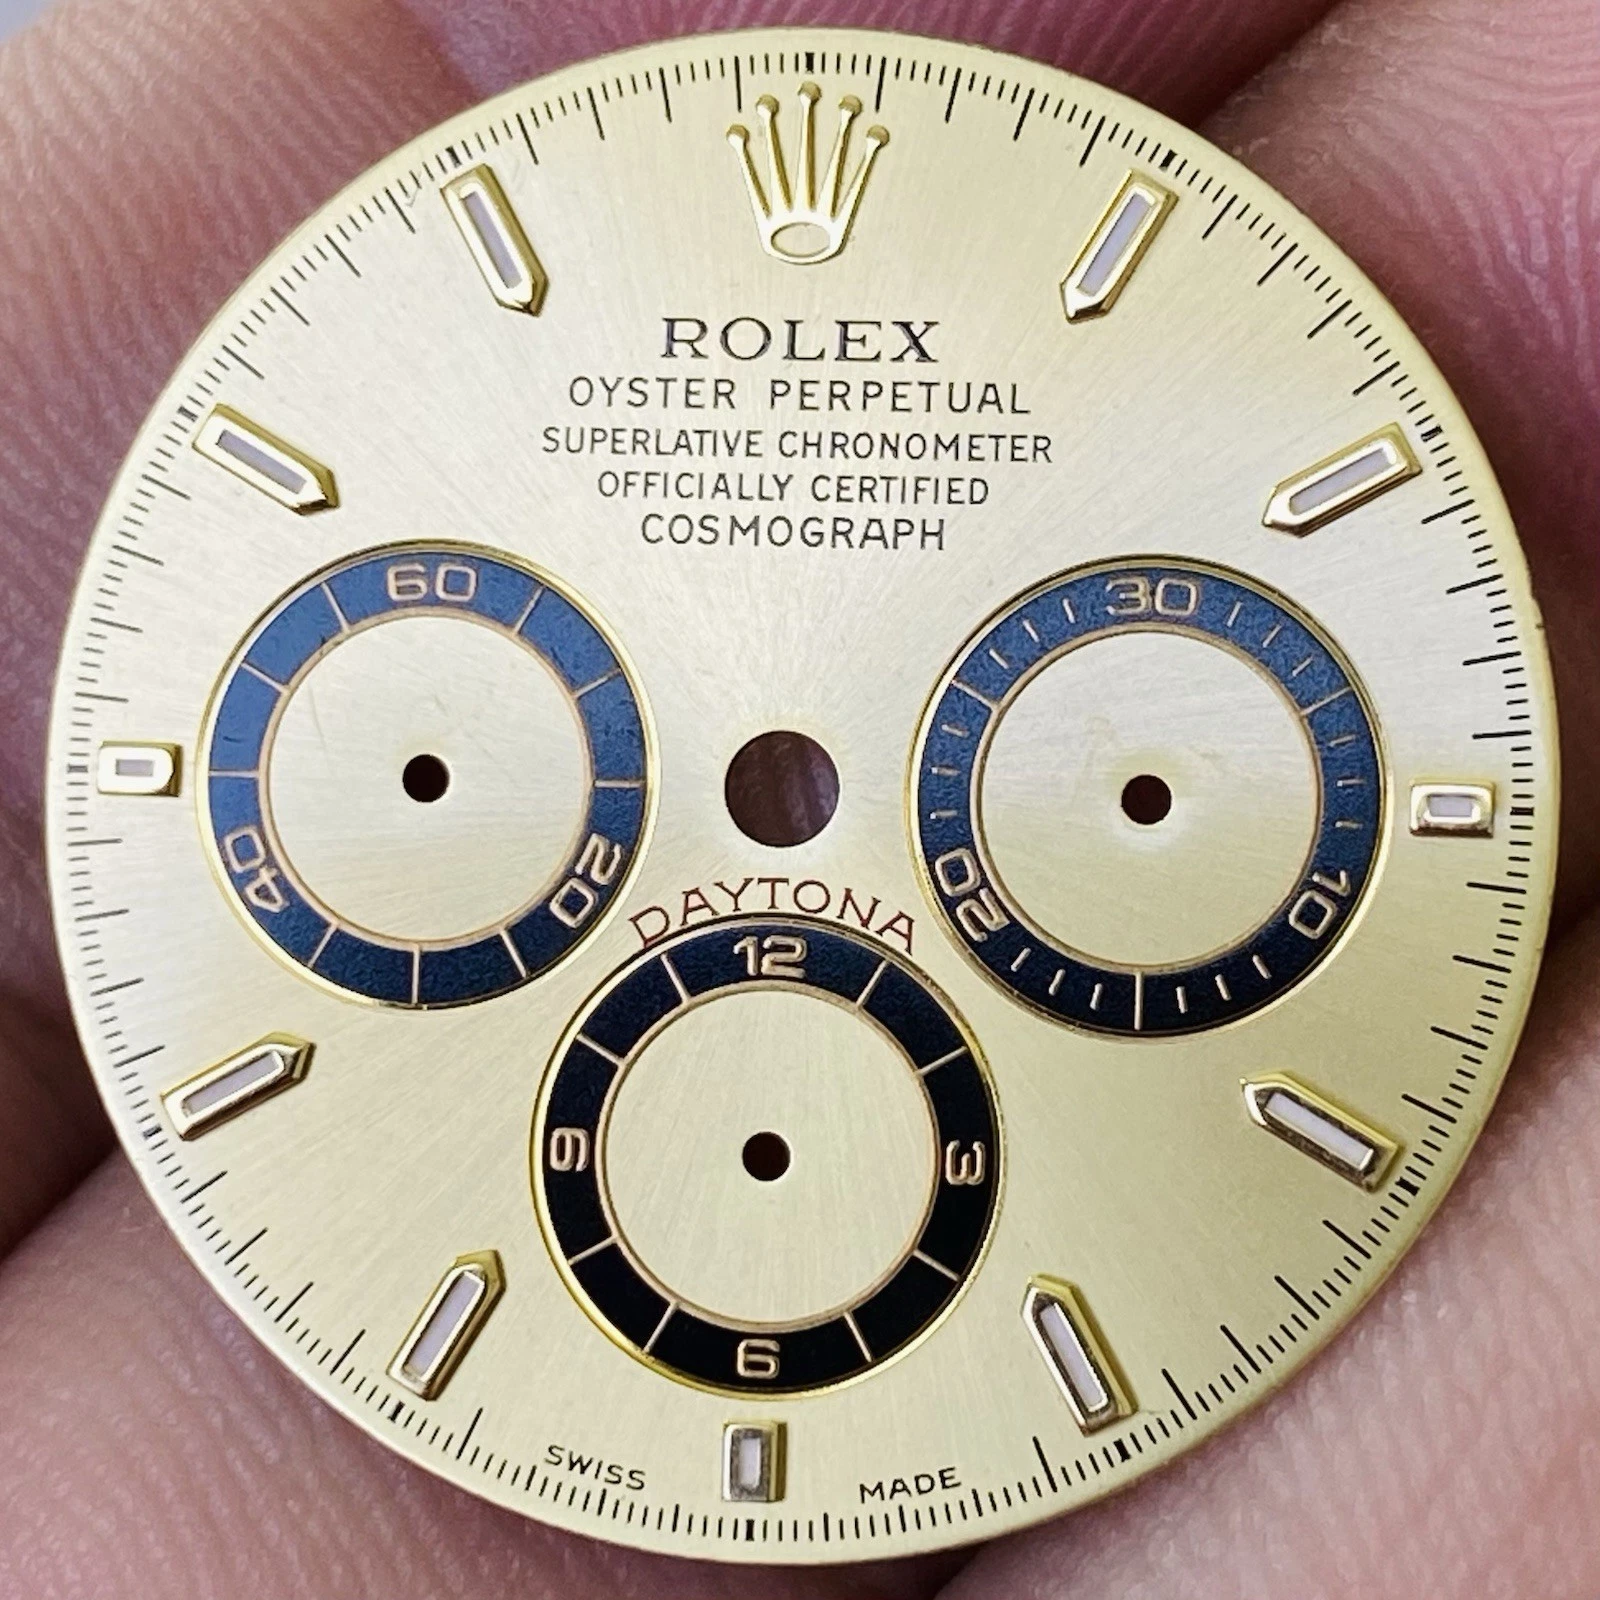 ROLEX
OYSTER PERPETUAL
SUPERLATIVE CHRONOMETER
OFFICIALLY CERTIFIED
COSMOGRAPH
60
20
40
30
10
20
DAYTONA
12
3
6
9
SWISS MADE